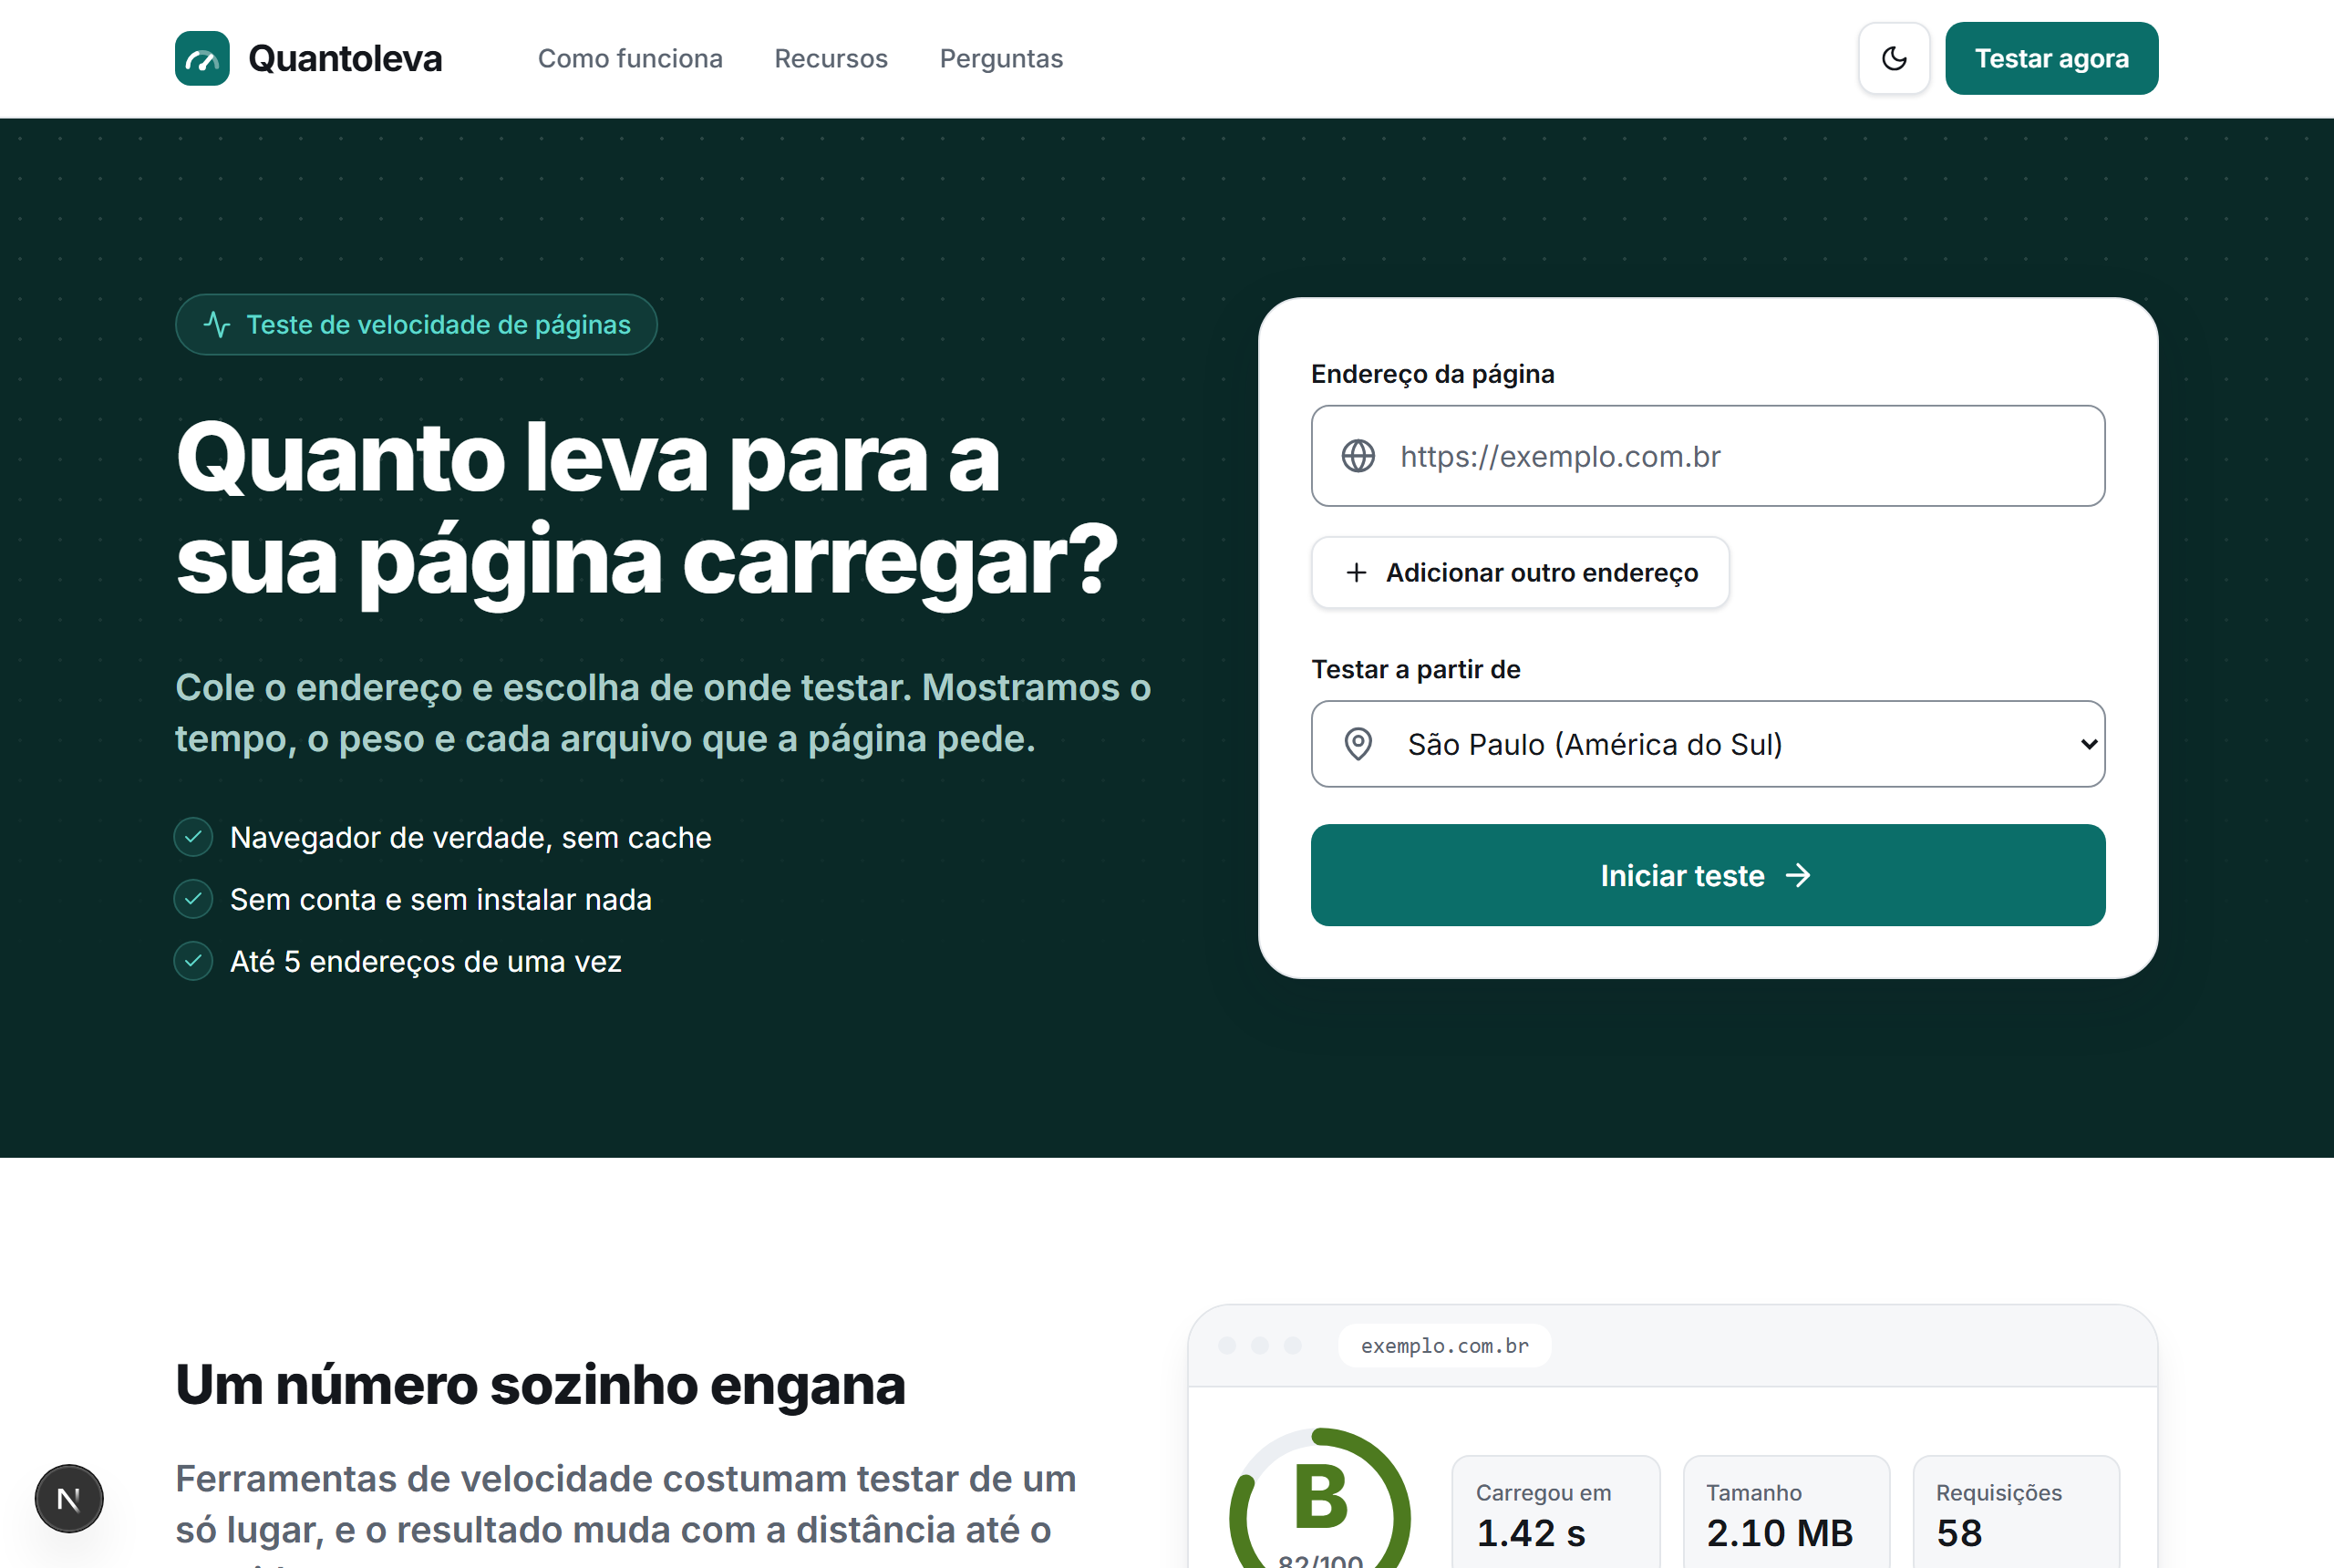 Quantoleva
Como funciona
Recursos
Perguntas
Testar agora
Teste de velocidade de páginas
Quanto leva para a
sua página carregar?
Cole o endereço e escolha de onde testar. Mostramos o
tempo, o peso e cada arquivo que a página pede.
Navegador de verdade, sem cache
Sem conta e sem instalar nada
Até 5 endereços de uma vez
Endereço da página
https://exemplo.com.br
Adicionar outro endereço
Testar a partir de
São Paulo (América do Sul)
Iniciar teste
Um número sozinho engana
Ferramentas de velocidade costumam testar de um
só lugar, e o resultado muda com a distância até o
N
exemplo.com.br
B
82/100
Carregou em
1.42 s
Tamanho
2.10 MB
Requisições
58